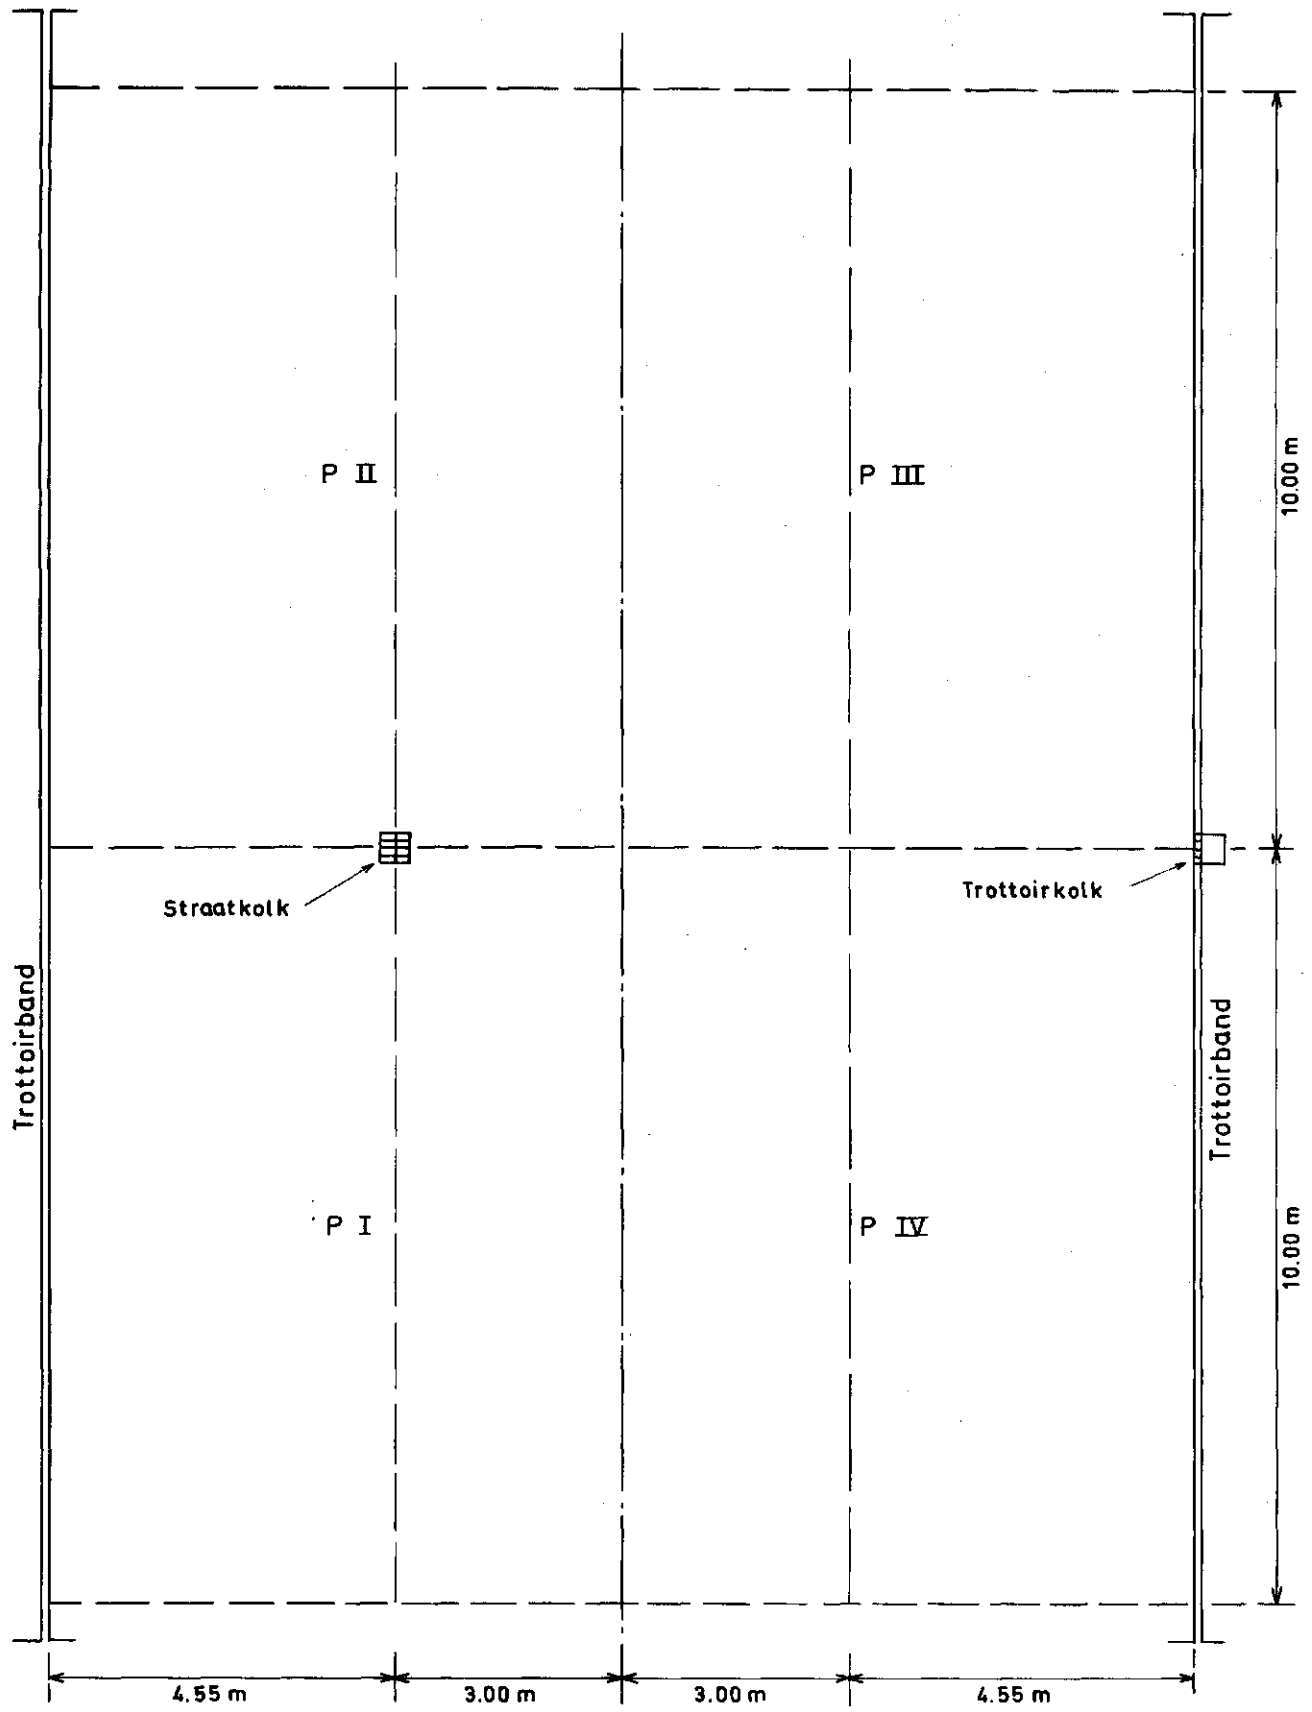 P II
P III
10.00 m
Straatkolk
Trottoirkolk
Trottoirband
Trottoirband
P I
P IV
10.00 m
4.55 m
3.00 m
3.00 m
4.55 m